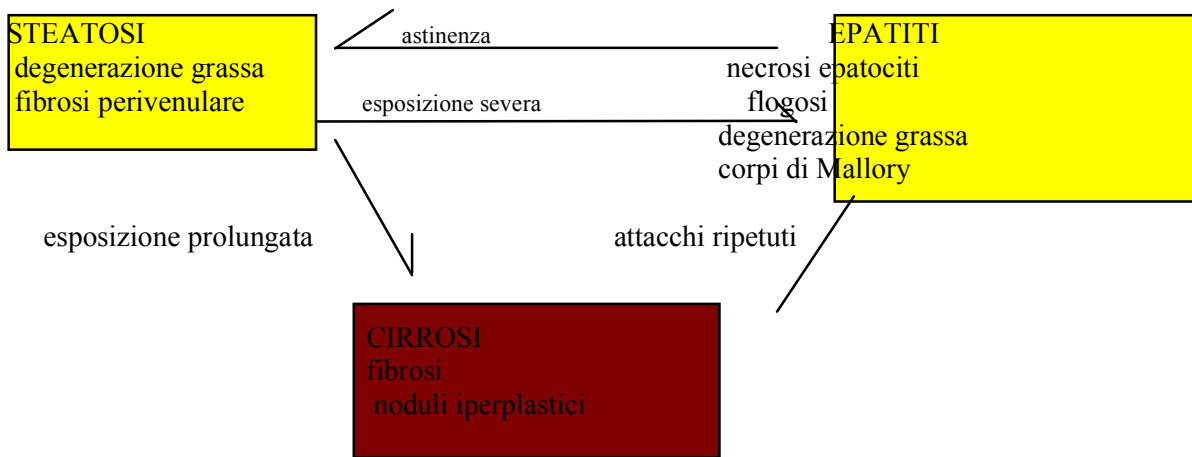 STEATOSI
degenerazione grassa
fibrosi perivenulare
astinenza
esposizione severa
EPATITI
necrosi epatociti
flogosi
degenerazione grassa
corpi di Mallory
esposizione prolungata
attacchi ripetuti
CIRROSI
fibrosi
noduli iperplastici